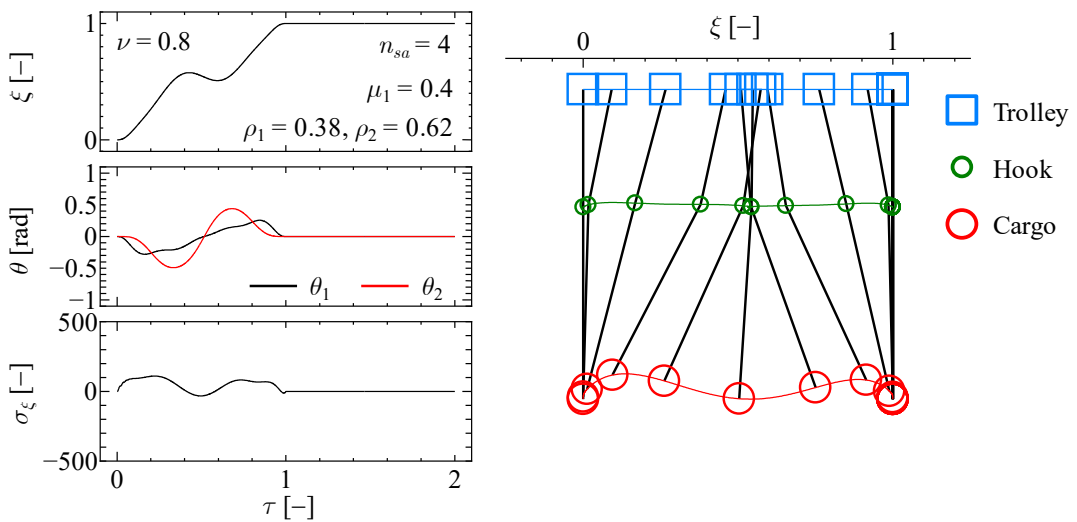 1
0
ξ [−]
ν = 0.8
n_sa = 4
μ_1 = 0.4
ρ_1 = 0.38, ρ_2 = 0.62
1
0.5
0
−0.5
−1
θ [rad]
θ_1
θ_2
500
0
−500
σ_ξ [−]
0
1
2
τ [−]
ξ [−]
0
1
Trolley
Hook
Cargo